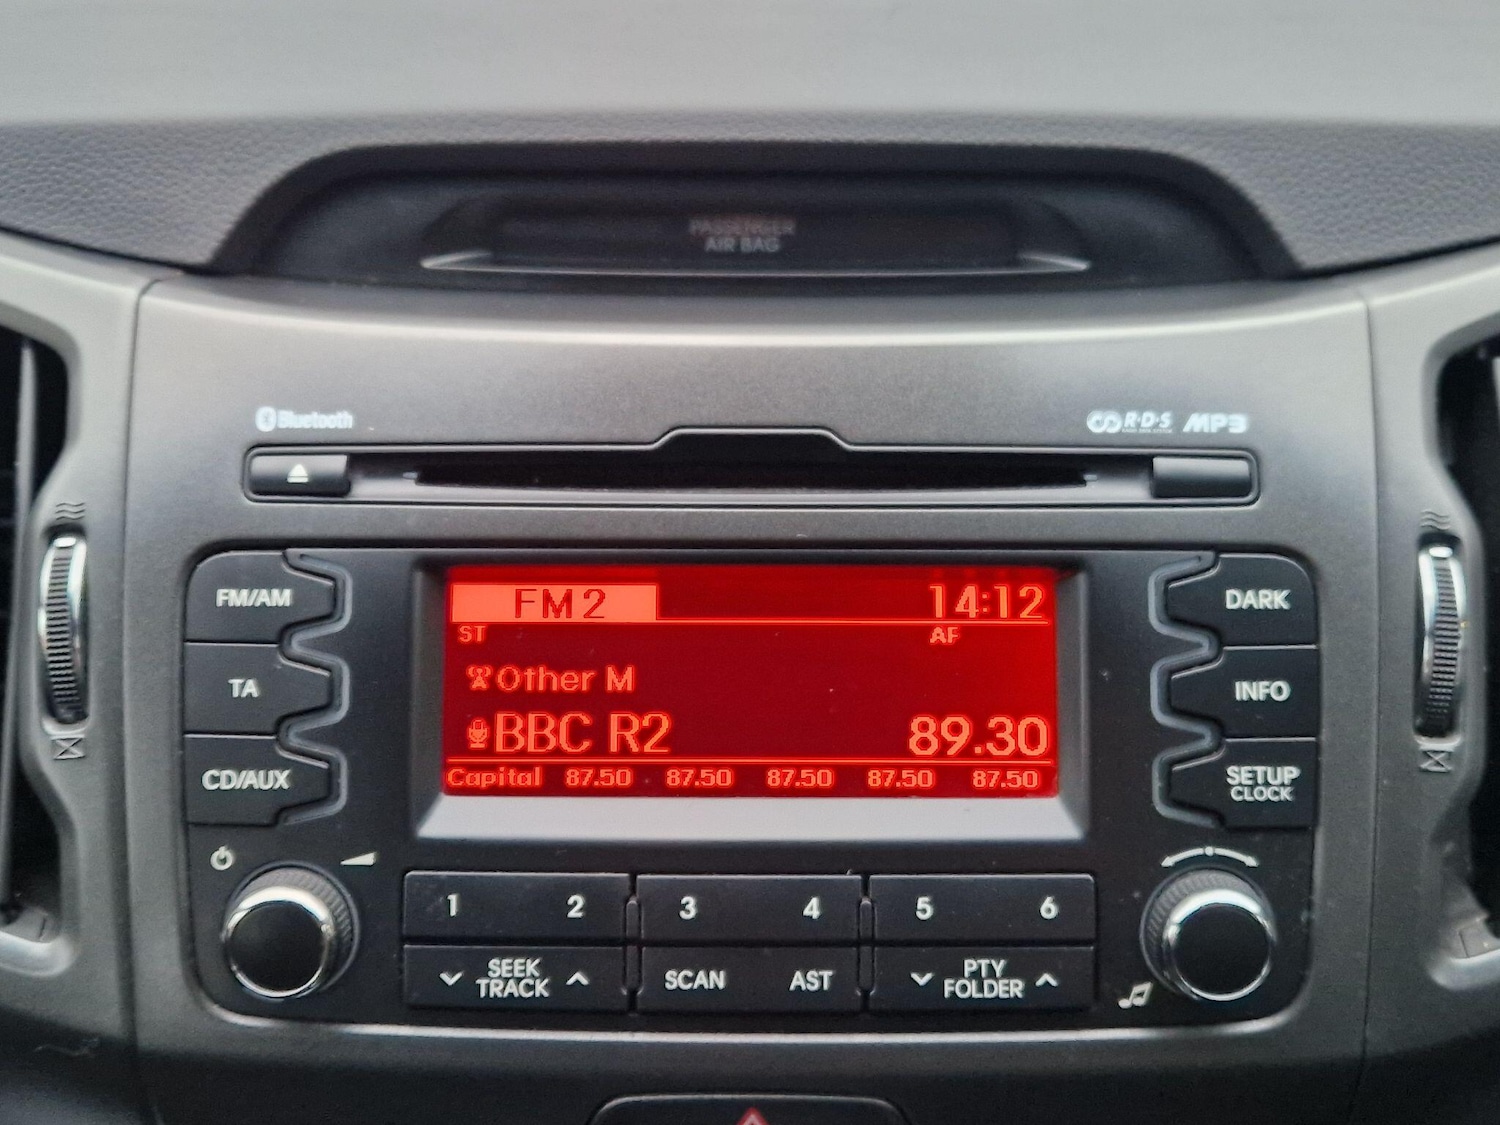 PASSENGER
AIR BAG
Bluetooth
R·D·S MP3
FM/AM
TA
CD/AUX
FM2 14:12
ST AF
Other M
BBC R2 89.30
Capital 87.50 87.50 87.50 87.50 87.50
DARK
INFO
SETUP
CLOCK
1 2 3 4 5 6
SEEK
TRACK
SCAN AST
PTY
FOLDER